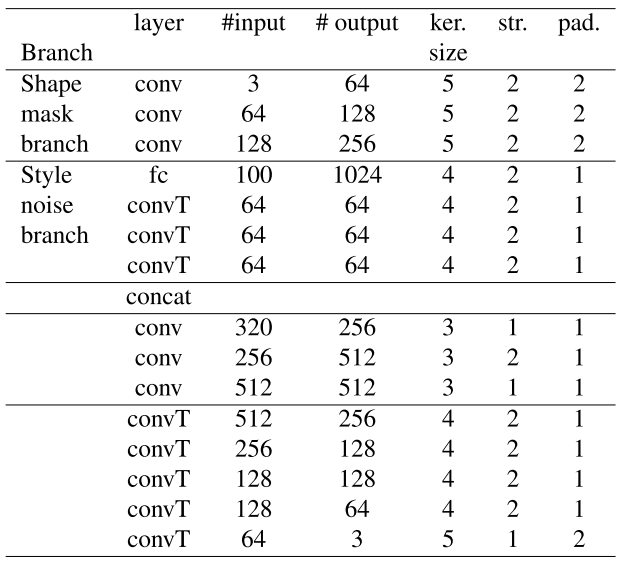 layer #input # output ker. str. pad.
Branch size
Shape conv 3 64 5 2 2
mask conv 64 128 5 2 2
branch conv 128 256 5 2 2
Style fc 100 1024 4 2 1
noise convT 64 64 4 2 1
branch convT 64 64 4 2 1
convT 64 64 4 2 1
concat
conv 320 256 3 1 1
conv 256 512 3 2 1
conv 512 512 3 1 1
convT 512 256 4 2 1
convT 256 128 4 2 1
convT 128 128 4 2 1
convT 128 64 4 2 1
convT 64 3 5 1 2